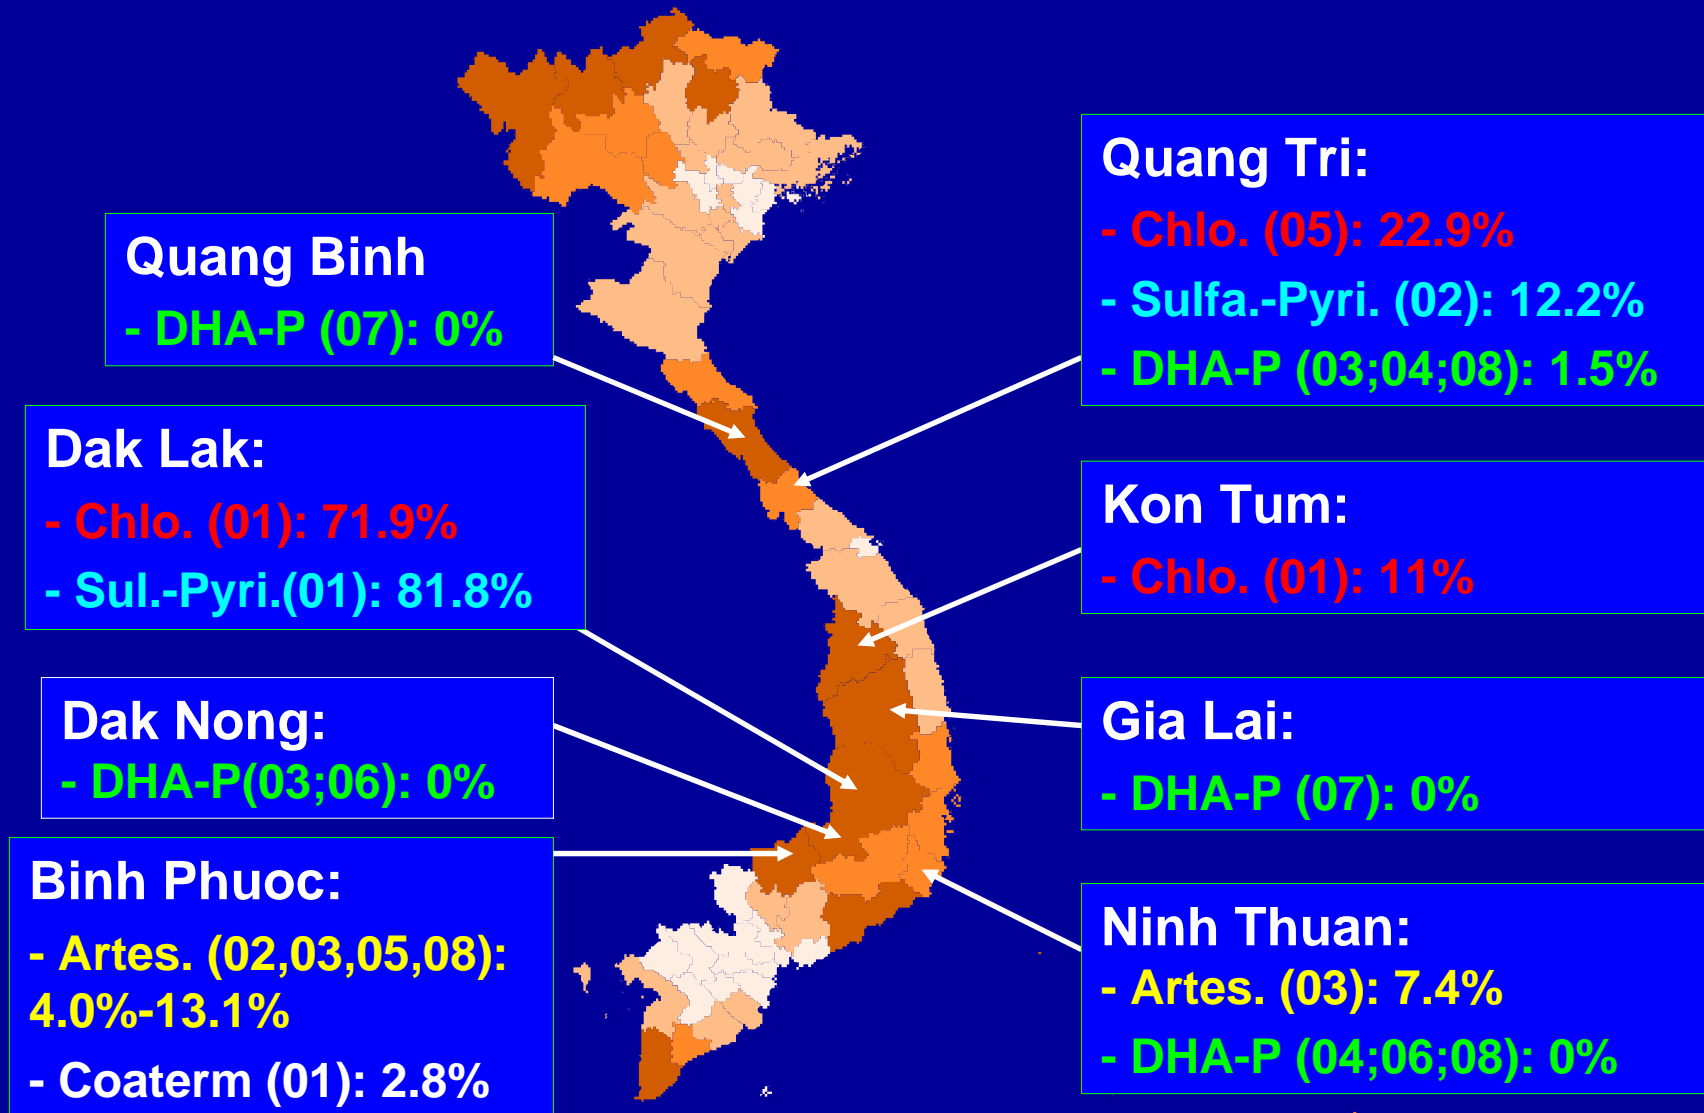 Quang Binh
- DHA-P (07): 0%
Dak Lak:
- Chlo. (01): 71.9%
- Sul.-Pyri.(01): 81.8%
Dak Nong:
- DHA-P(03;06): 0%
Binh Phuoc:
- Artes. (02,03,05,08):
4.0%-13.1%
- Coaterm (01): 2.8%
Quang Tri:
- Chlo. (05): 22.9%
- Sulfa.-Pyri. (02): 12.2%
- DHA-P (03;04;08): 1.5%
Kon Tum:
- Chlo. (01): 11%
Gia Lai:
- DHA-P (07): 0%
Ninh Thuan:
- Artes. (03): 7.4%
- DHA-P (04;06;08): 0%